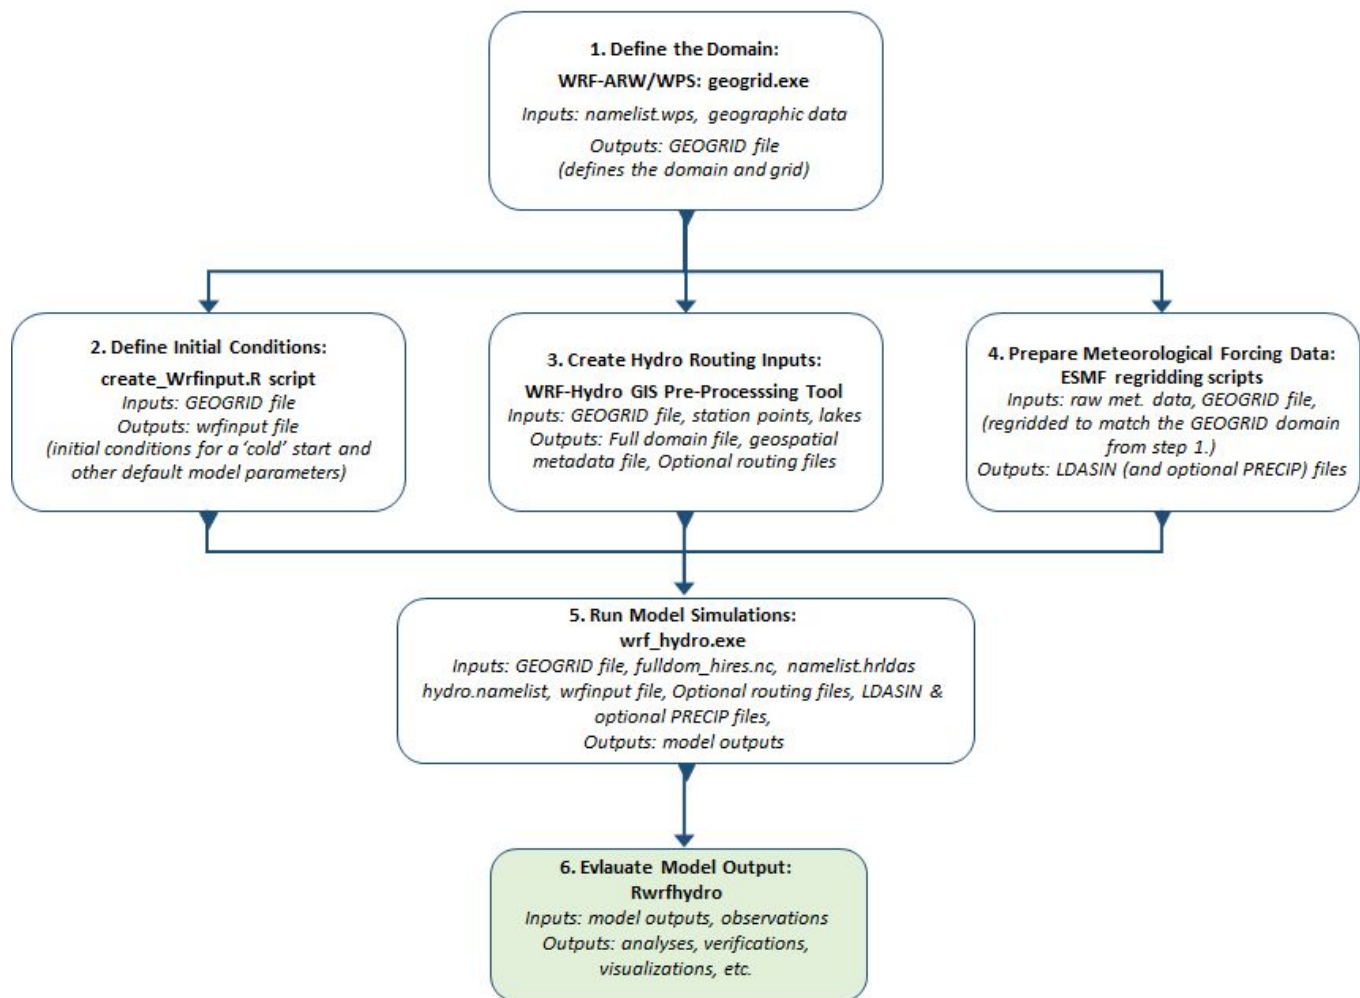 1. Define the Domain:
WRF-ARW/WPS: geogrid.exe
Inputs: namelist.wps, geographic data
Outputs: GEOGRID file
(defines the domain and grid)
2. Define Initial Conditions:
create_Wrfinput.R script
Inputs: GEOGRID file
Outputs: wrfinput file
(initial conditions for a 'cold' start and
other default model parameters)
3. Create Hydro Routing Inputs:
WRF-Hydro GIS Pre-Processsing Tool
Inputs: GEOGRID file, station points, lakes
Outputs: Full domain file, geospatial
metadata file, Optional routing files
4. Prepare Meteorological Forcing Data:
ESMF regridding scripts
Inputs: raw met. data, GEOGRID file,
(regridded to match the GEOGRID domain
from step 1.)
Outputs: LDASIN (and optional PRECIP) files
5. Run Model Simulations:
wrf_hydro.exe
Inputs: GEOGRID file, fulldom_hires.nc, namelist.hrldas
hydro.namelist, wrfinput file, Optional routing files, LDASIN &
optional PRECIP files,
Outputs: model outputs
6. Evlauate Model Output:
Rwrfhydro
Inputs: model outputs, observations
Outputs: analyses, verifications,
visualizations, etc.